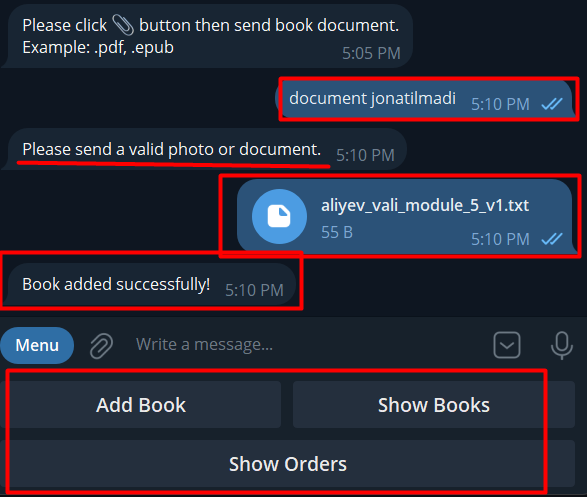 Please click 📎 button then send book document.
Example: .pdf, .epub
5:05 PM
document jonatilmadi 5:10 PM
Please send a valid photo or document. 5:10 PM
aliyev_vali_module_5_v1.txt
55 B 5:10 PM
Book added successfully! 5:10 PM
Menu Write a message...
Add Book Show Books
Show Orders